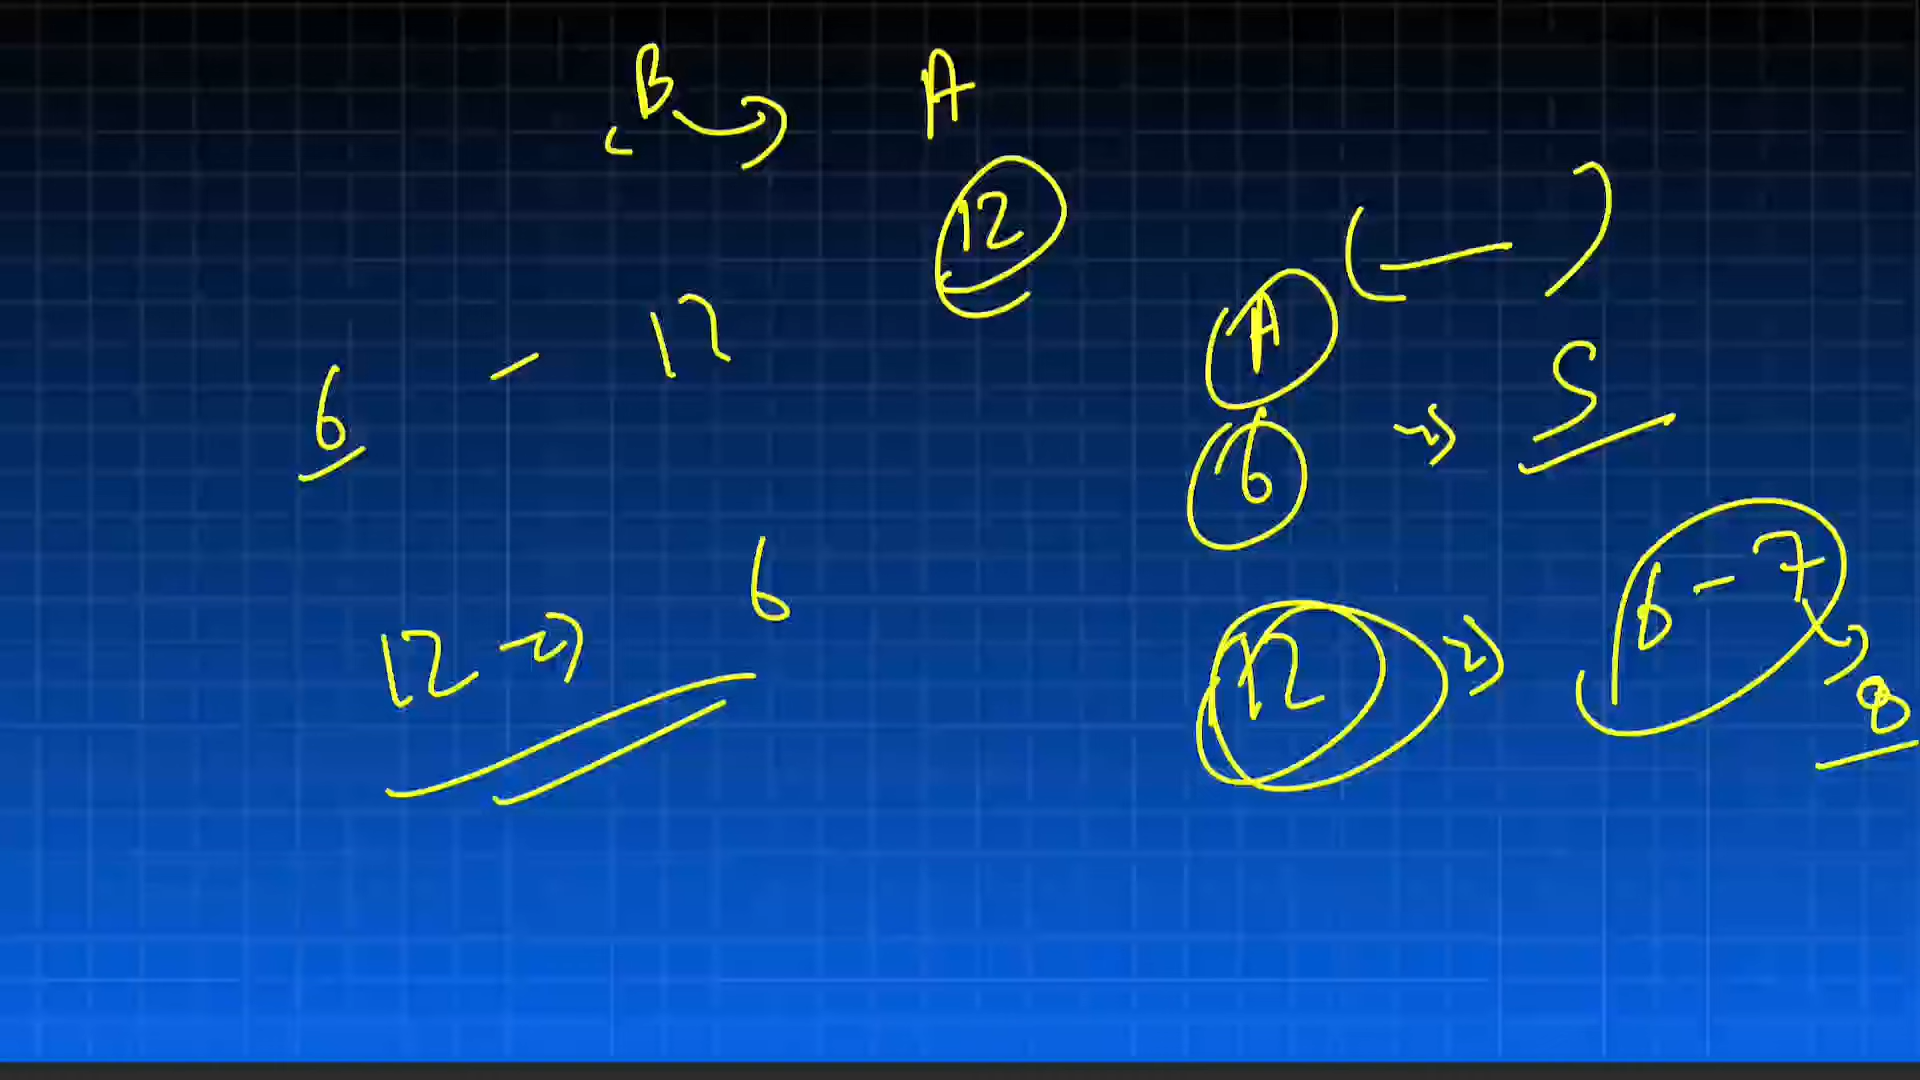 B → A
12
( — )
6 - 12
A
6 → 5
6
12 →
12 → 6 - 7 → 8